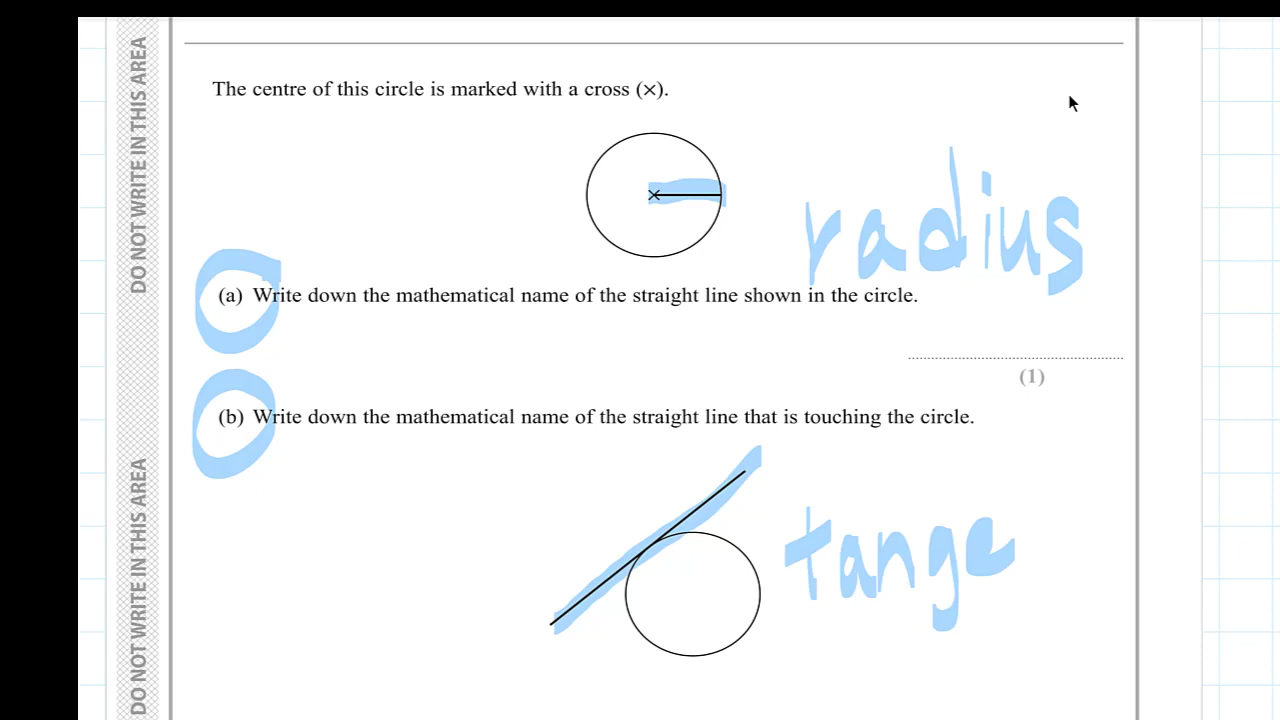 DO NOT WRITE IN THIS AREA
The centre of this circle is marked with a cross (×).
radius
(a) Write down the mathematical name of the straight line shown in the circle.
(1)
(b) Write down the mathematical name of the straight line that is touching the circle.
DO NOT WRITE IN THIS AREA
tange